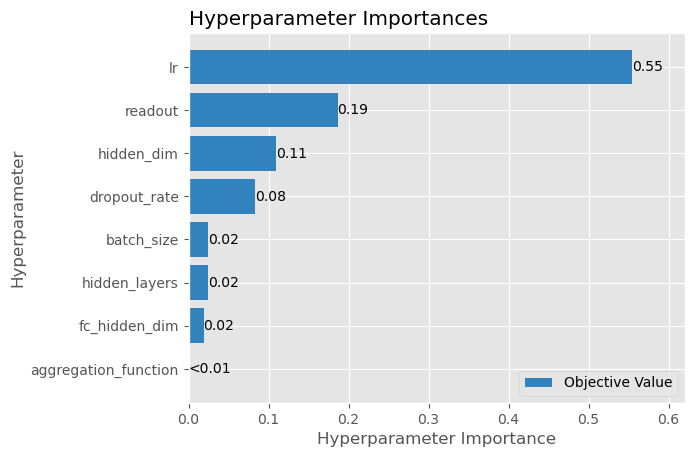 Hyperparameter Importances
Hyperparameter
lr
0.55
readout
0.19
hidden_dim
0.11
dropout_rate
0.08
batch_size
0.02
hidden_layers
0.02
fc_hidden_dim
0.02
aggregation_function
<0.01
Objective Value
0.0 0.1 0.2 0.3 0.4 0.5 0.6
Hyperparameter Importance